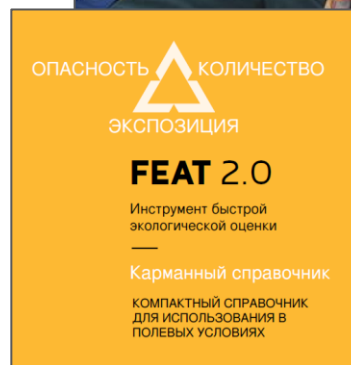 ОПАСНОСТЬ КОЛИЧЕСТВО
ЭКСПОЗИЦИЯ
FEAT 2.0
Инструмент быстрой
экологической оценки
Карманный справочник
КОМПАКТНЫЙ СПРАВОЧНИК
ДЛЯ ИСПОЛЬЗОВАНИЯ В
ПОЛЕВЫХ УСЛОВИЯХ